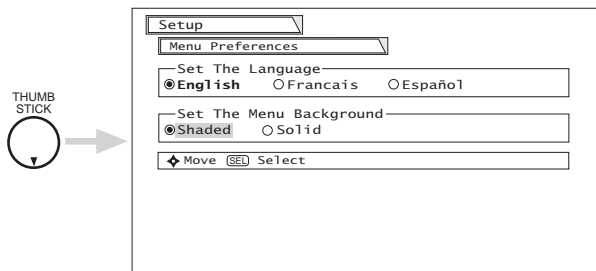 Setup
Menu Preferences
Set The Language
English Francais Español
THUMB
STICK
Set The Menu Background
Shaded Solid
Move SEL Select